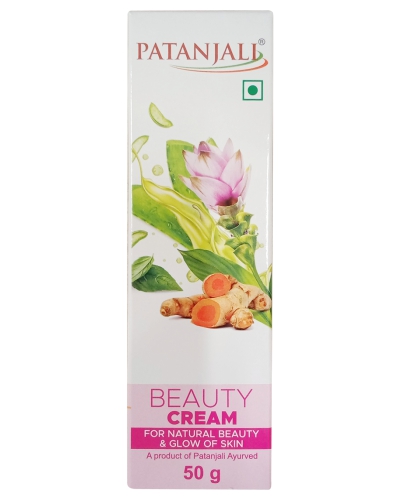 PATANJALI®
BEAUTY
CREAM
FOR NATURAL BEAUTY
& GLOW OF SKIN
A product of Patanjali Ayurved
50 g